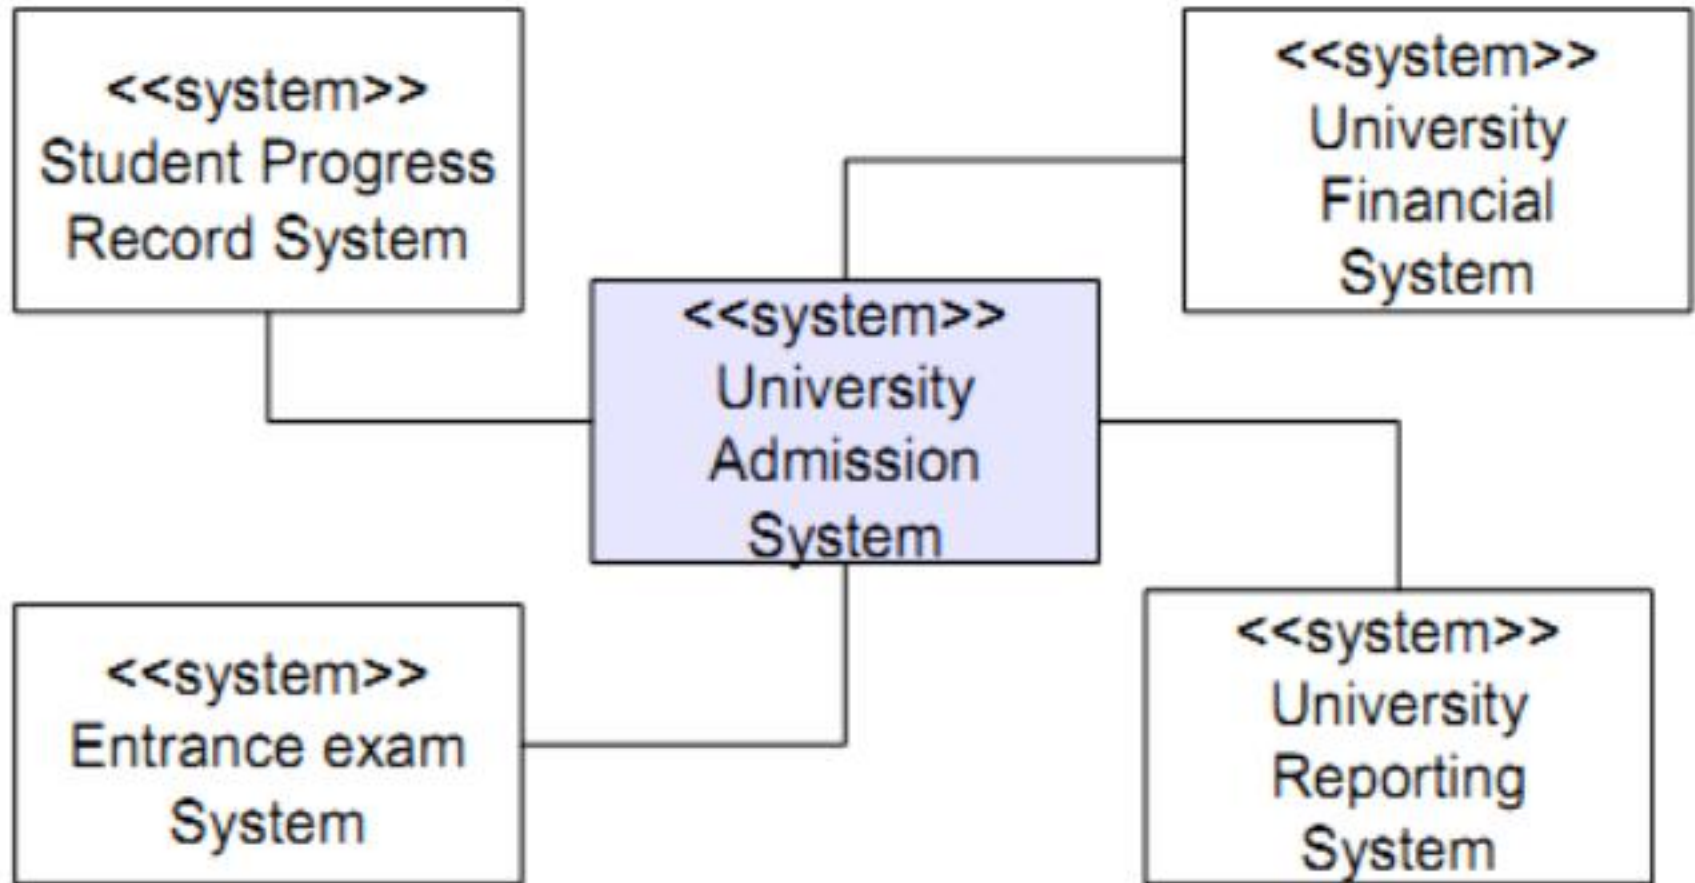 <<system>>
Student Progress
Record System
<<system>>
University
Financial
System
<<system>>
University
Admission
System
<<system>>
Entrance exam
System
<<system>>
University
Reporting
System